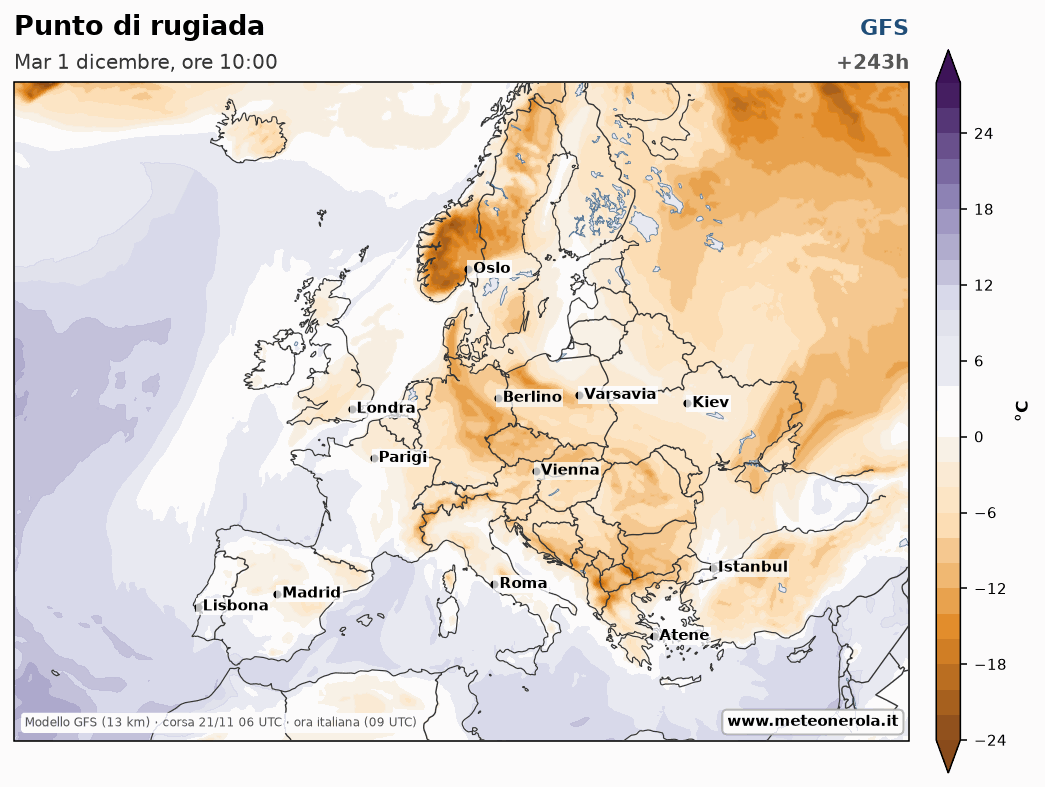 Punto di rugiada
GFS
Mar 1 dicembre, ore 10:00
+243h
Oslo
Londra
Berlino
Varsavia
Kiev
Parigi
Vienna
Istanbul
Madrid
Roma
Lisbona
Atene
Modello GFS (13 km) · corsa 21/11 06 UTC · ora italiana (09 UTC)
www.meteonerola.it
24
18
12
6
0
−6
−12
−18
−24
°C